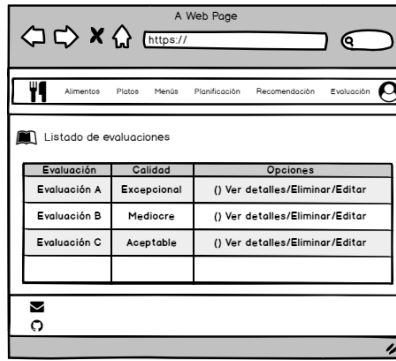 A Web Page
https://
Alimentos Platos Menús Planificación Recomendación Evaluación
Listado de evaluaciones
Evaluación Calidad Opciones
Evaluación A Excepcional () Ver detalles/Eliminar/Editar
Evaluación B Mediocre () Ver detalles/Eliminar/Editar
Evaluación C Aceptable () Ver detalles/Eliminar/Editar